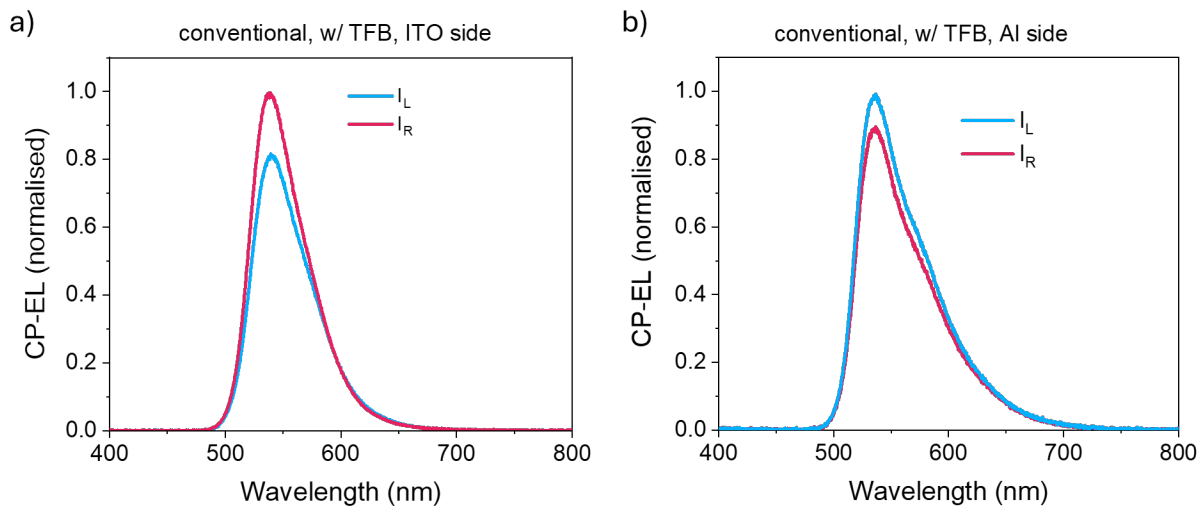 a)
conventional, w/ TFB, ITO side
CP-EL (normalised)
1.0
0.8
0.6
0.4
0.2
0.0
I_L
I_R
400 500 600 700 800
Wavelength (nm)
b)
conventional, w/ TFB, Al side
CP-EL (normalised)
1.0
0.8
0.6
0.4
0.2
0.0
I_L
I_R
400 500 600 700 800
Wavelength (nm)